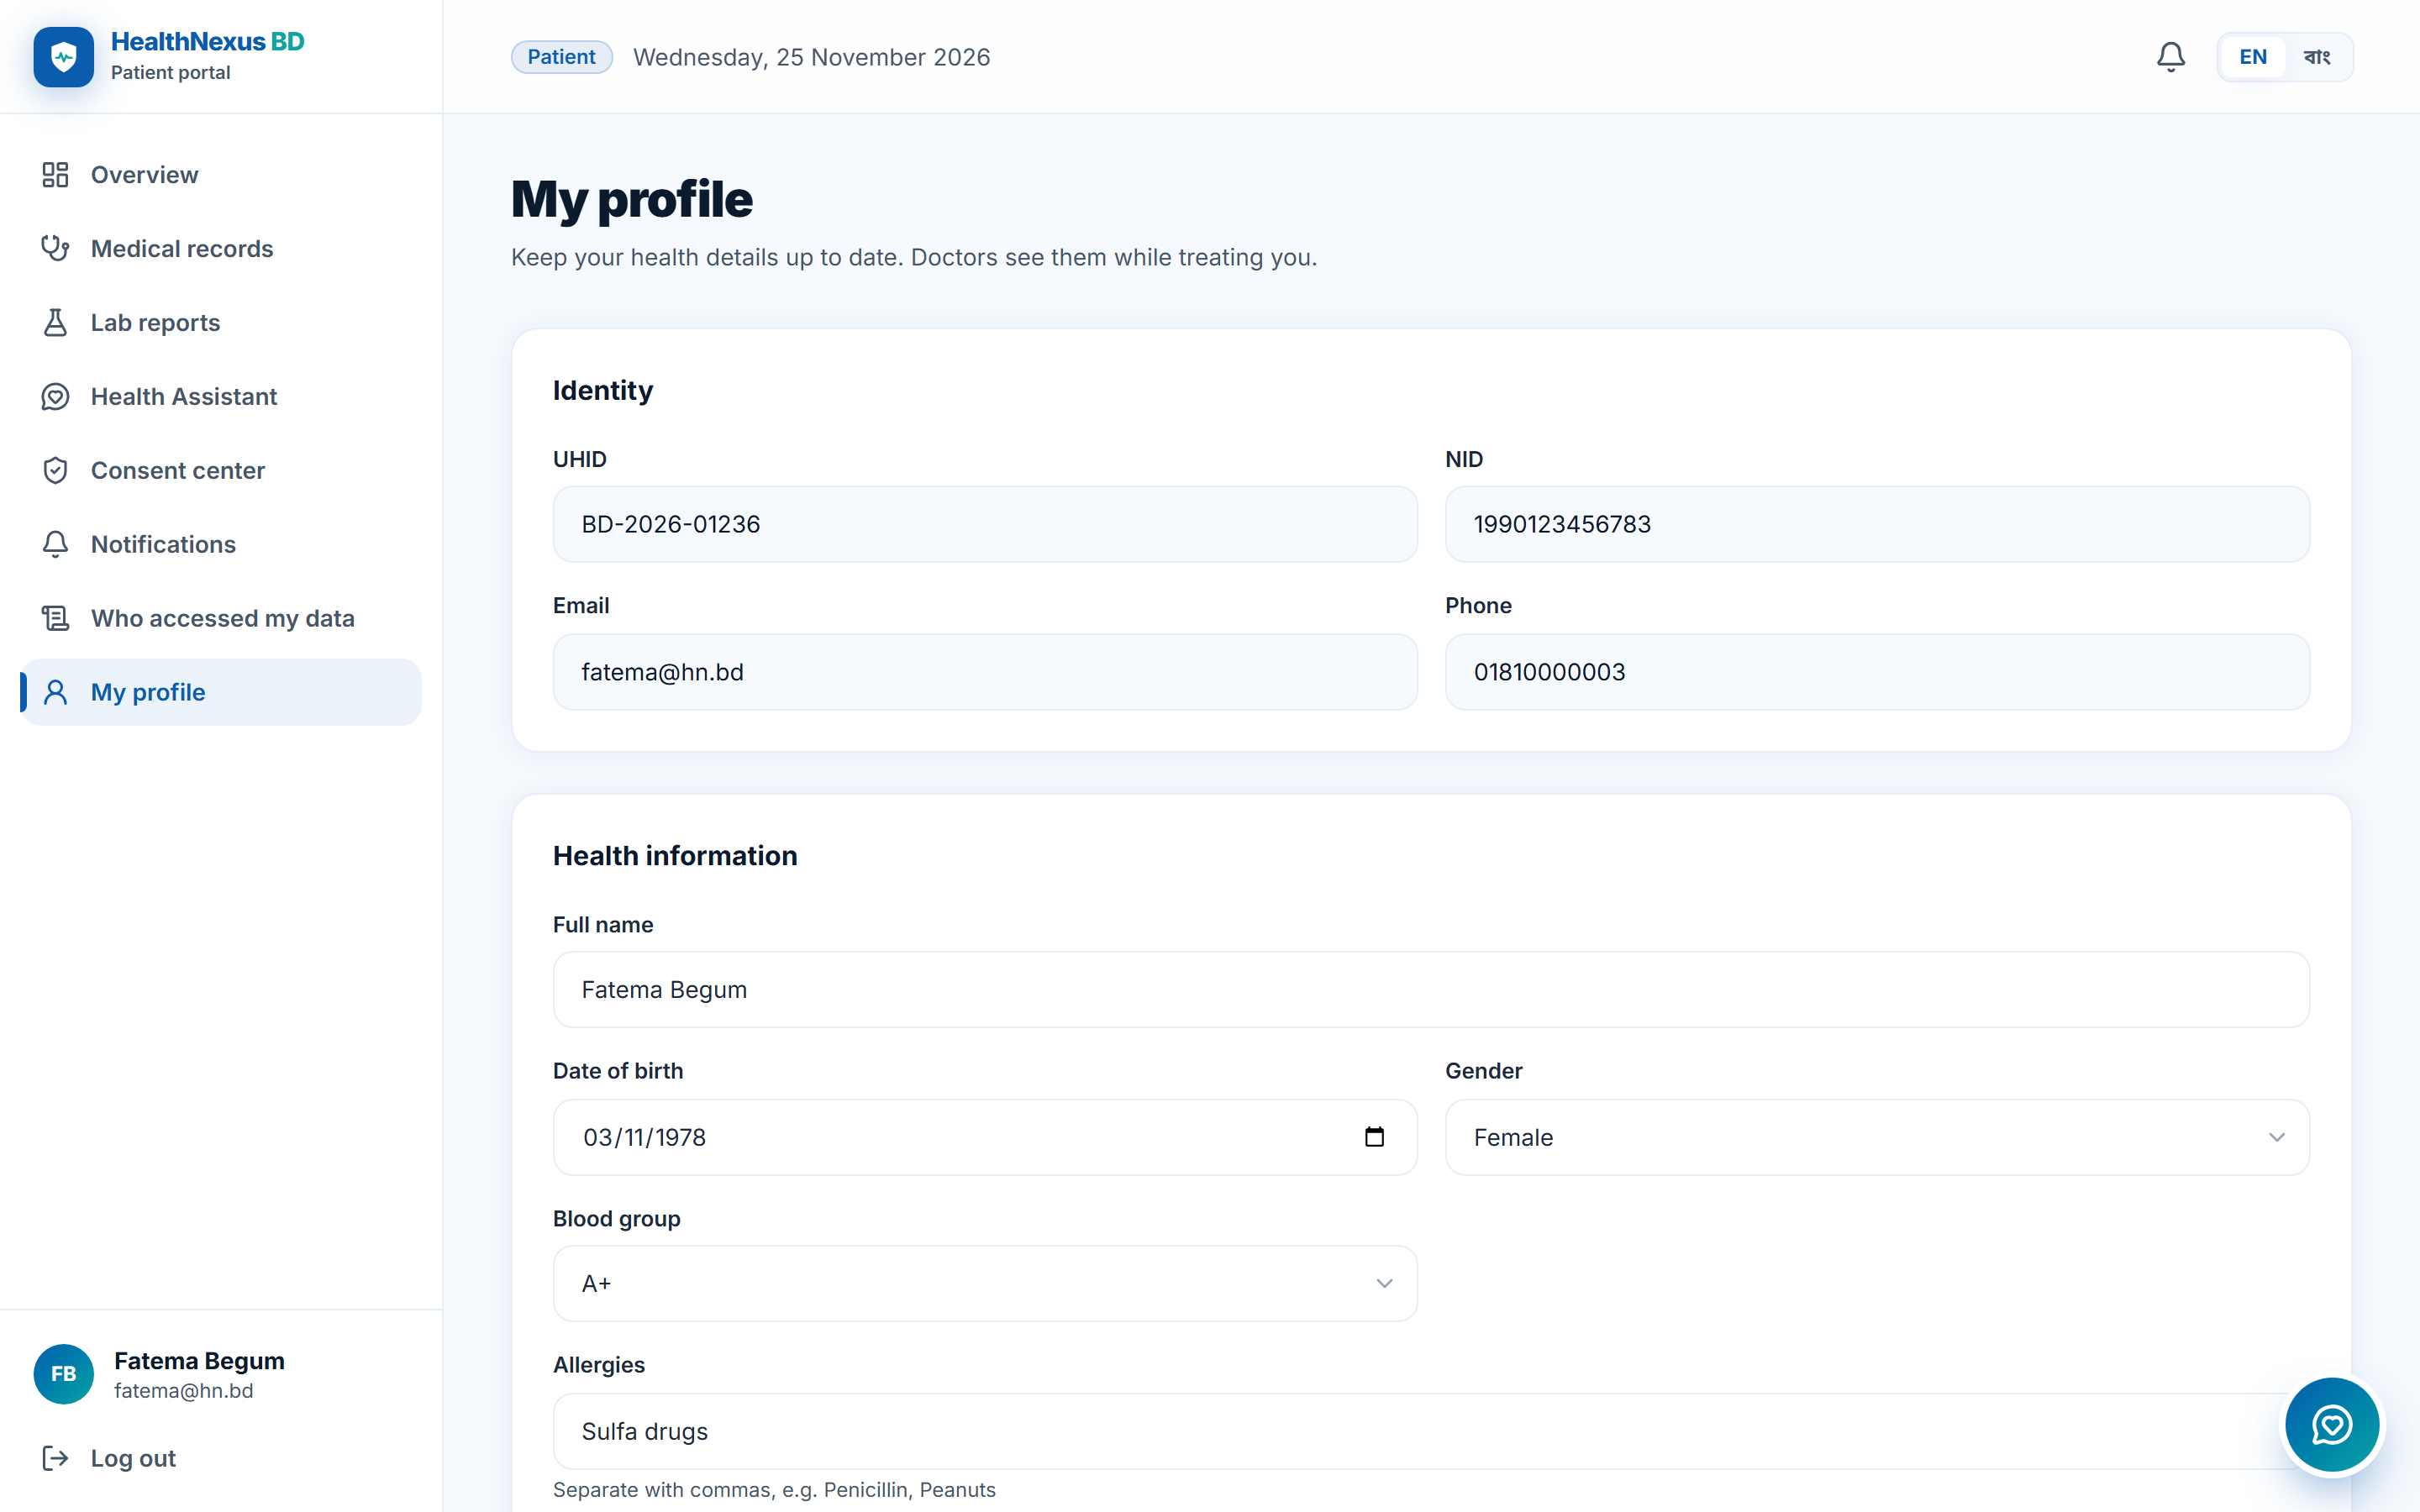 HealthNexus BD
Patient portal
Overview
Medical records
Lab reports
Health Assistant
Consent center
Notifications
Who accessed my data
My profile
Fatema Begum
FB
fatema@hn.bd
Log out
Patient
Wednesday, 25 November 2026
EN
বাং
My profile
Keep your health details up to date. Doctors see them while treating you.
Identity
UHID
NID
BD-2026-01236
1990123456783
Email
Phone
fatema@hn.bd
01810000003
Health information
Full name
Fatema Begum
Date of birth
Gender
03/11/1978
Female
Blood group
A+
Allergies
Sulfa drugs
Separate with commas, e.g. Penicillin, Peanuts